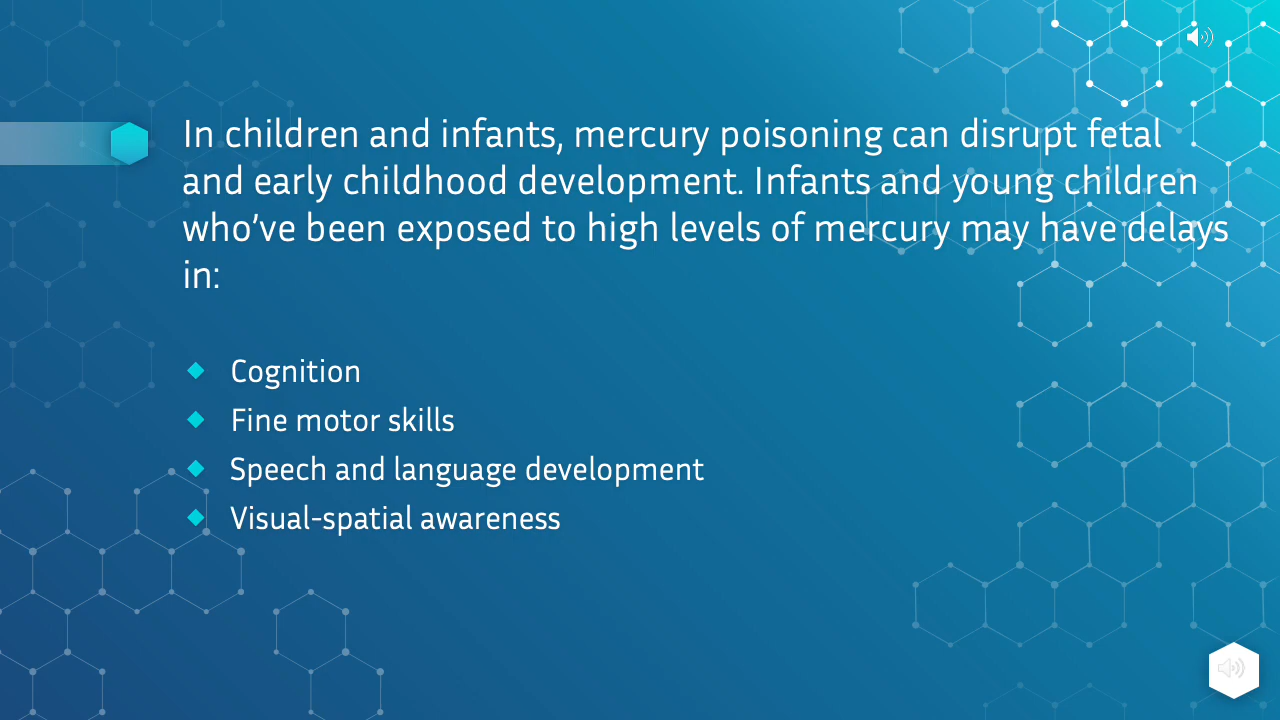 In children and infants, mercury poisoning can disrupt fetal
and early childhood development. Infants and young children
who’ve been exposed to high levels of mercury may have delays
in:
Cognition
Fine motor skills
Speech and language development
Visual-spatial awareness